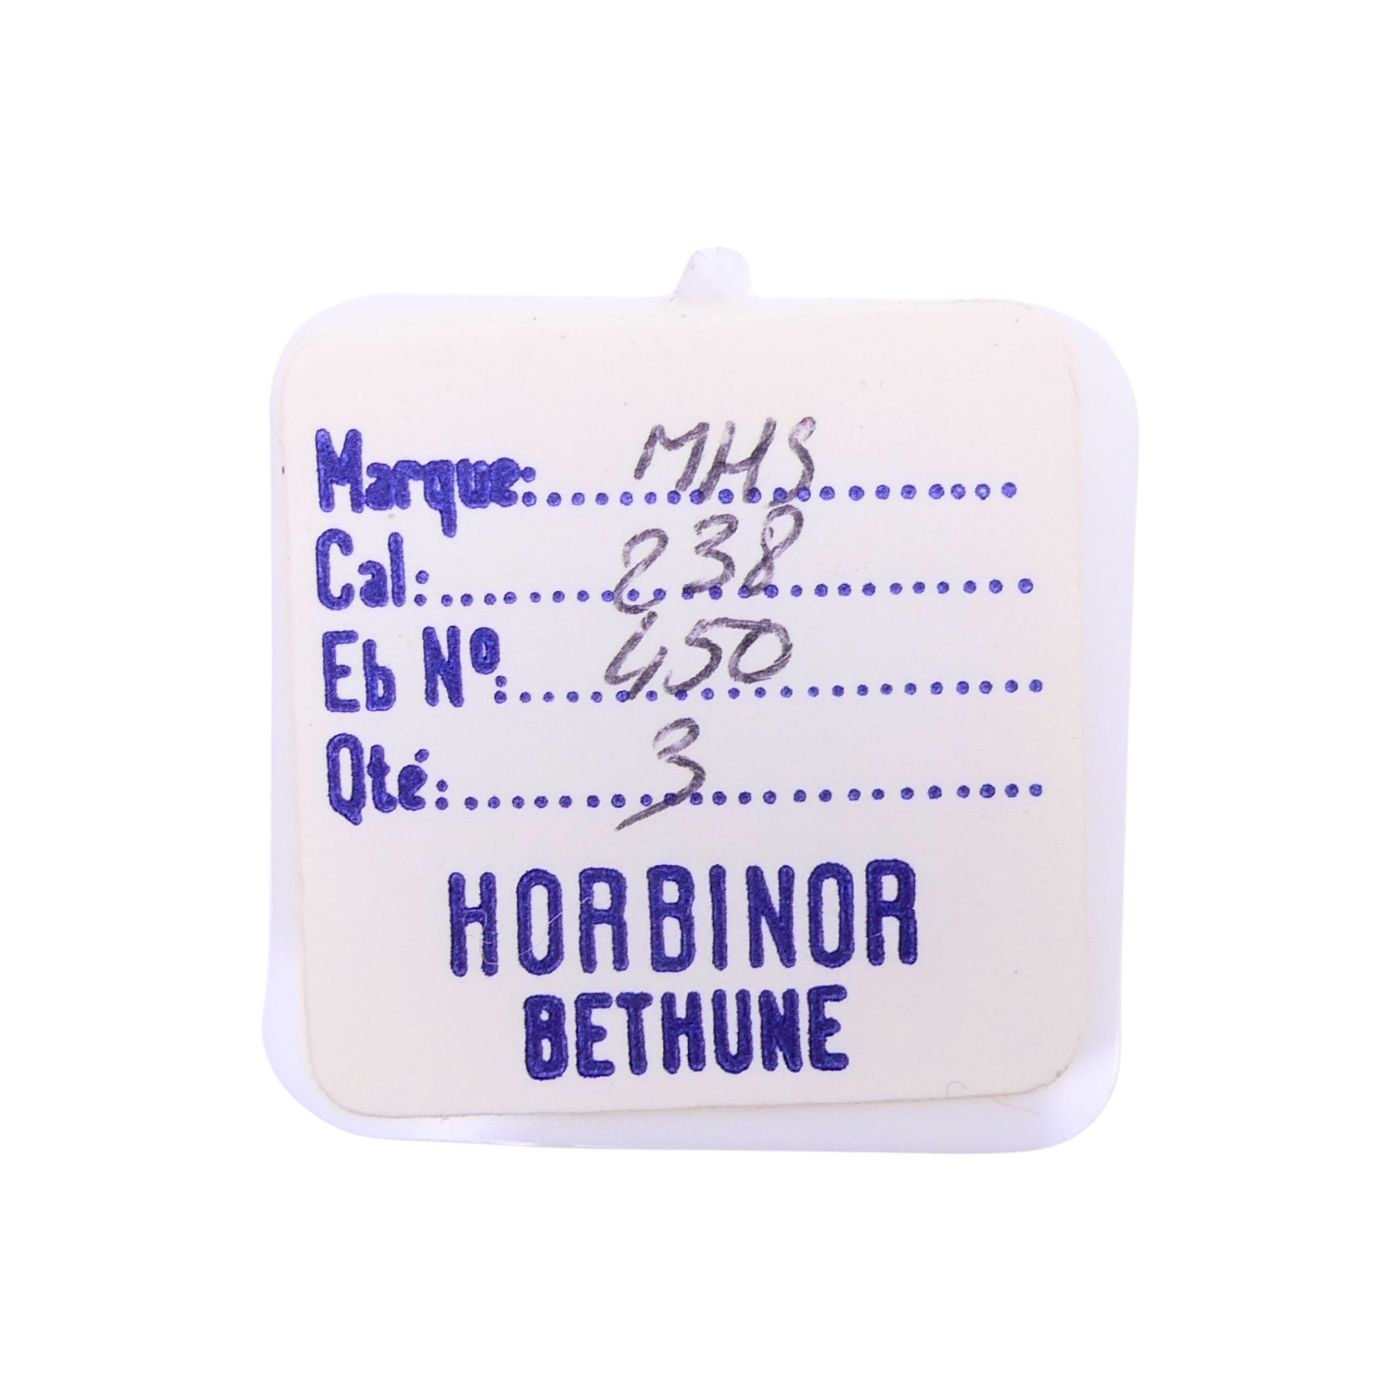 Marque: MHS
Cal: 238
Eb Nº: 450
Qté: 3
HORBINOR
BETHUNE